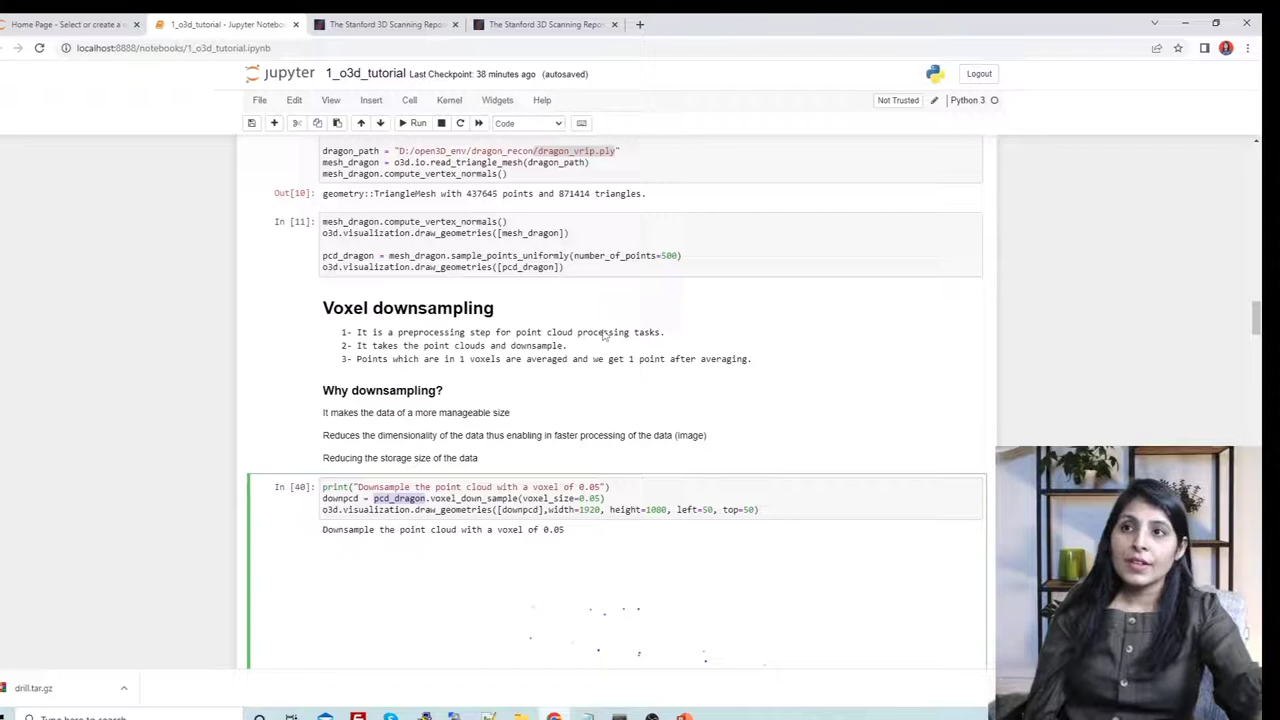 Home Page - Select or create a
1_o3d_tutorial - Jupyter Notebo
The Stanford 3D Scanning Repos
The Stanford 3D Scanning Repos
localhost:8888/notebooks/1_o3d_tutorial.ipynb
jupyter 1_o3d_tutorial Last Checkpoint: 38 minutes ago (autosaved)
Logout
File Edit View Insert Cell Kernel Widgets Help
Not Trusted
Python 3
Run
Code
dragon_path = "D:/open3D_env/dragon_recon/dragon_vrip.ply"
mesh_dragon = o3d.io.read_triangle_mesh(dragon_path)
mesh_dragon.compute_vertex_normals()
Out[10]: geometry::TriangleMesh with 437645 points and 871414 triangles.
In [11]: mesh_dragon.compute_vertex_normals()
o3d.visualization.draw_geometries([mesh_dragon])
pcd_dragon = mesh_dragon.sample_points_uniformly(number_of_points=500)
o3d.visualization.draw_geometries([pcd_dragon])
Voxel downsampling
1- It is a preprocessing step for point cloud processing tasks.
2- It takes the point clouds and downsample.
3- Points which are in 1 voxels are averaged and we get 1 point after averaging.
Why downsampling?
It makes the data of a more manageable size
Reduces the dimensionality of the data thus enabling in faster processing of the data (image)
Reducing the storage size of the data
In [40]: print("Downsample the point cloud with a voxel of 0.05")
downpcd = pcd_dragon.voxel_down_sample(voxel_size=0.05)
o3d.visualization.draw_geometries([downpcd],width=1920, height=1080, left=50, top=50)
Downsample the point cloud with a voxel of 0.05
drill.tar.gz
Type here to search